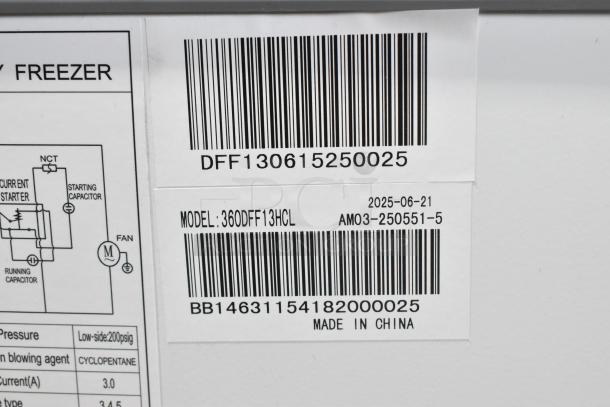 Y FREEZER
DFF130615250025
NCT
CURRENT
STARTER
STARTING
CAPACITOR
FAN
M
RUNNING
CAPACITOR
2025-06-21
MODEL:360DFF13HCL AM03-250551-5
BB14631154182000025
MADE IN CHINA
Pressure Low-side:200psig
n blowing agent CYCLOPENTANE
Current(A) 3.0
e type 3,4,5